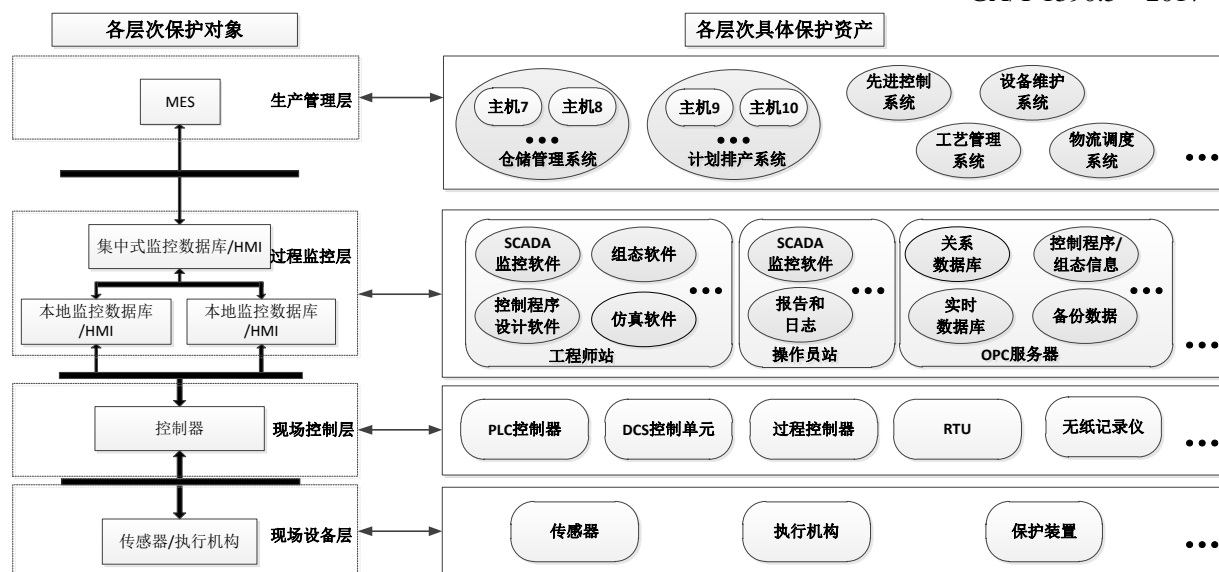 各层次保护对象
各层次具体保护资产
MES
生产管理层
主机7
主机8
•••
仓储管理系统
主机9
主机10
•••
计划排产系统
先进控制
系统
设备维护
系统
工艺管理
系统
物流调度
系统
•••
集中式监控数据库/HMI
过程监控层
本地监控数据库
/HMI
本地监控数据库
/HMI
SCADA
监控软件
组态软件
控制程序
设计软件
仿真软件
•••
工程师站
SCADA
监控软件
报告和
日志
•••
操作员站
关系
数据库
控制程序/
组态信息
实时
数据库
备份数据
•••
OPC服务器
•••
控制器
现场控制层
PLC控制器
DCS控制单元
过程控制器
RTU
无纸记录仪
•••
传感器/执行机构
现场设备层
传感器
执行机构
保护装置
•••